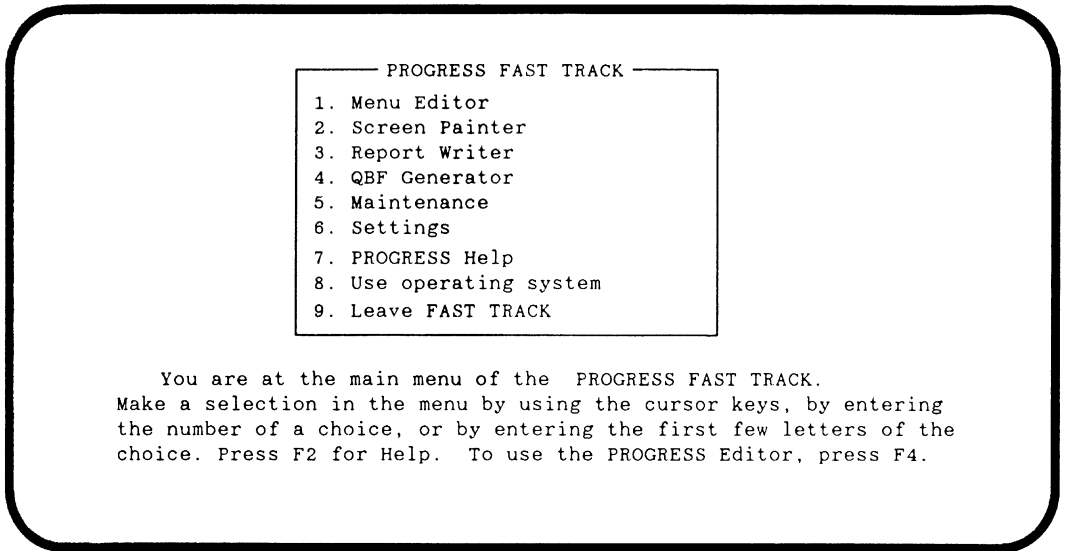 PROGRESS FAST TRACK
1. Menu Editor
2. Screen Painter
3. Report Writer
4. QBF Generator
5. Maintenance
6. Settings
7. PROGRESS Help
8. Use operating system
9. Leave FAST TRACK
You are at the main menu of the PROGRESS FAST TRACK.
Make a selection in the menu by using the cursor keys, by entering
the number of a choice, or by entering the first few letters of the
choice. Press F2 for Help. To use the PROGRESS Editor, press F4.